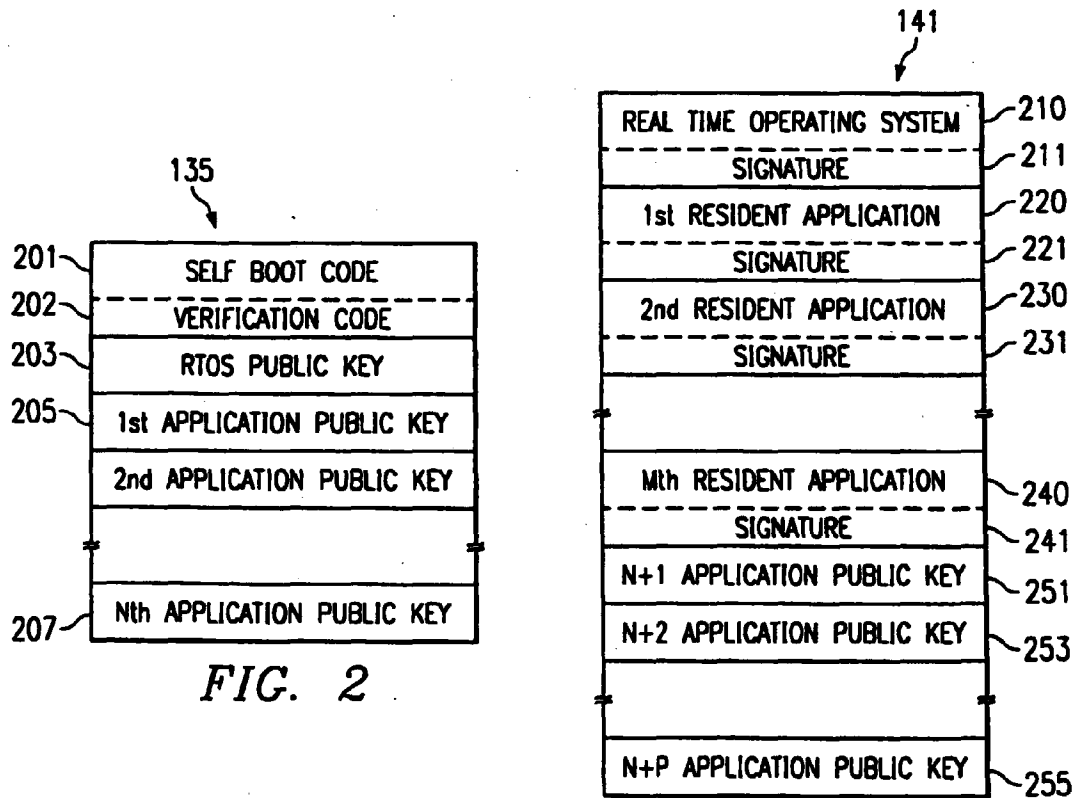 135
201
SELF BOOT CODE
202
VERIFICATION CODE
203
RTOS PUBLIC KEY
205
1st APPLICATION PUBLIC KEY
2nd APPLICATION PUBLIC KEY
207
Nth APPLICATION PUBLIC KEY
FIG. 2
141
REAL TIME OPERATING SYSTEM
210
SIGNATURE
211
1st RESIDENT APPLICATION
220
SIGNATURE
221
2nd RESIDENT APPLICATION
230
SIGNATURE
231
Mth RESIDENT APPLICATION
240
SIGNATURE
241
N+1 APPLICATION PUBLIC KEY
251
N+2 APPLICATION PUBLIC KEY
253
N+P APPLICATION PUBLIC KEY
255